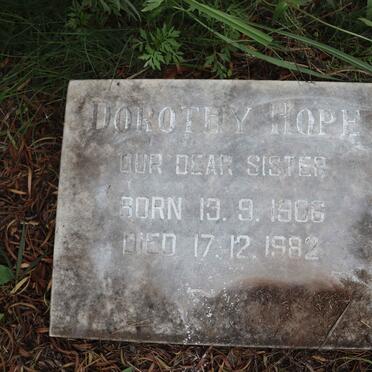 DOROTHY HOPE
OUR DEAR SISTER
BORN 13. 9. 1906
DIED 17. 12. 1982